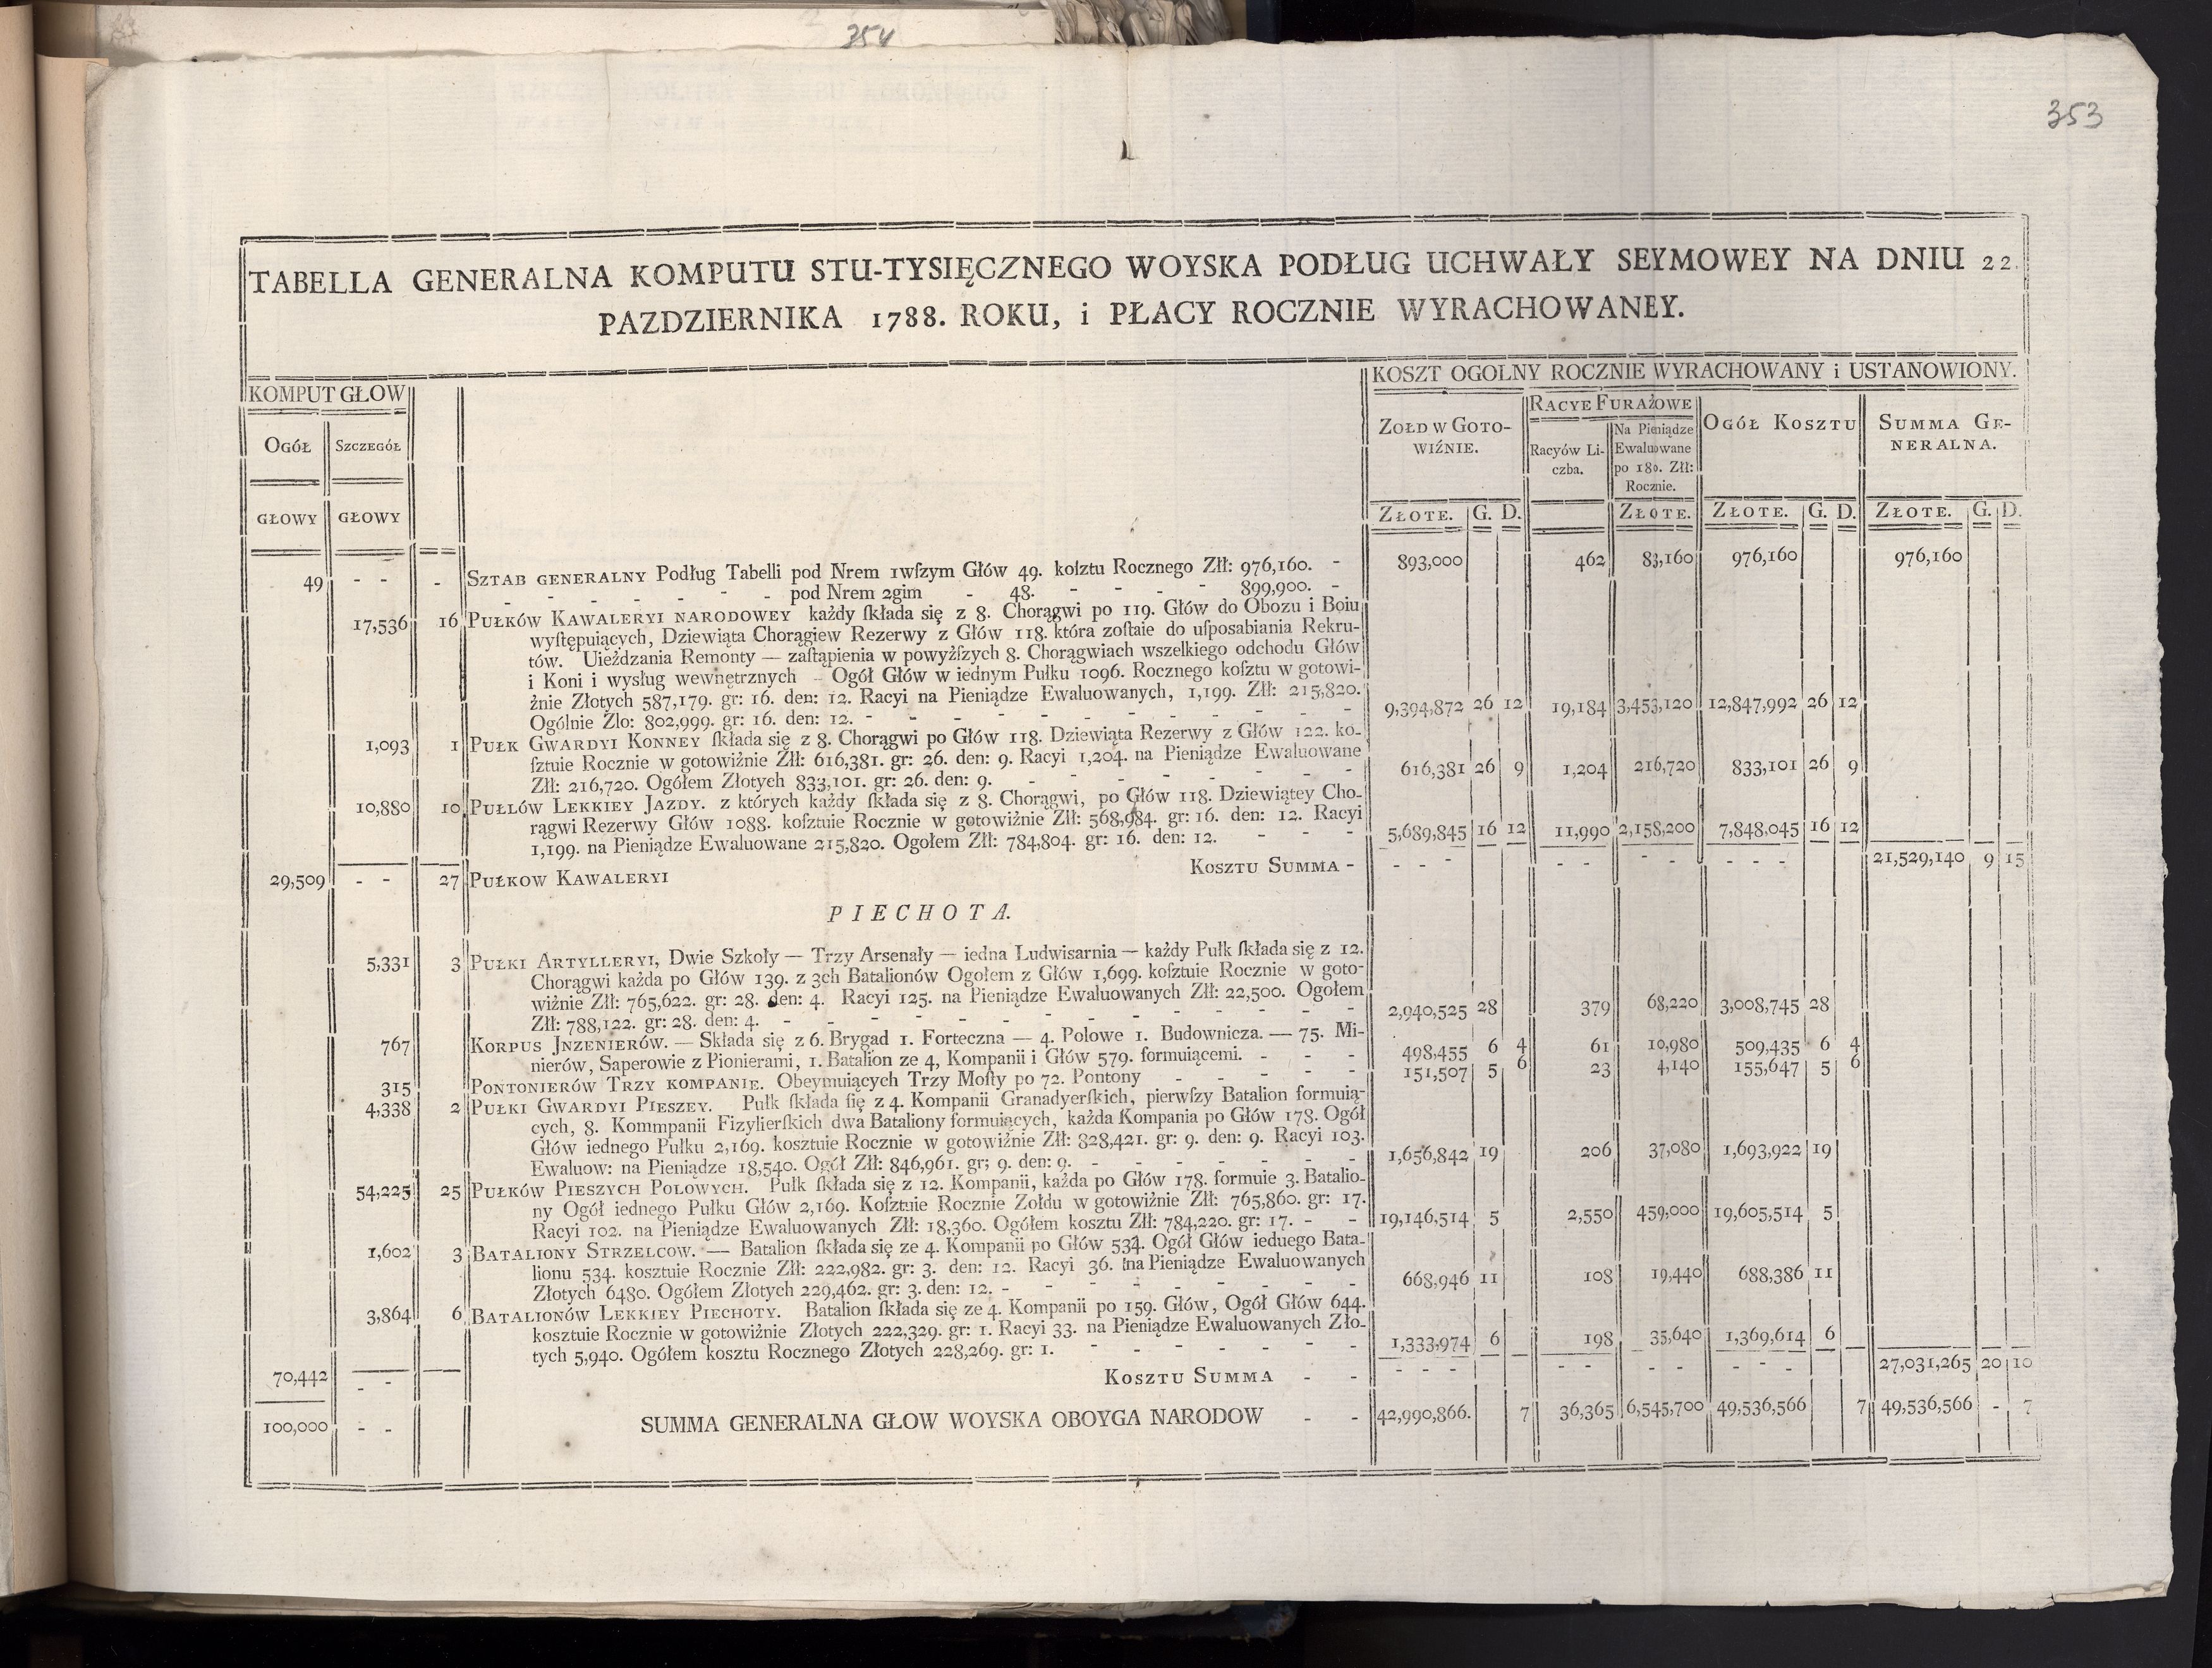 354
353
TABELLA GENERALNA KOMPUTU STU-TYSIĘCZNEGO WOYSKA PODŁUG UCHWAŁY SEYMOWEY NA DNIU 22.
PAZDZIERNIKA 1788. ROKU, i PŁACY ROCZNIE WYRACHOWANEY.
KOMPUT GŁOW
KOSZT OGOLNY ROCZNIE WYRACHOWANY i USTANOWIONY.
OGÓŁ SZCZEGÓŁ
ZOŁD W GOTO-
WIŹNIE.
RACYE FURAŻOWE
Racyów Li-
czba.
Na Pieniądze
Ewaluowane
po 180. Złł:
Rocznie.
OGÓŁ KOSZTU
SUMMA GE-
NERALNA.
GŁOWY GŁOWY
ZŁOTE. G. D. ZŁOTE. ZŁOTE. G. D. ZŁOTE. G. D.
49 - - - SZTAB GENERALNY Podług Tabelli pod Nrem 1wſzym Głów 49. koſztu Rocznego Złł: 976,160. - 893,000 462 83,160 976,160 976,160
- - - - - - pod Nrem 2gim - 48. - - - - 899,900. -
17,536 16 PUŁKÓW KAWALERYI NARODOWEY każdy ſkłada się z 8. Chorągwi po 119. Głów do Obozu i Boiu
wyſtępuiących, Dziewiąta Chorągiew Rezerwy z Głów 118. która zoſtaie do uſposabiania Rekru-
tów. Uieżdzania Remonty — zaſtąpienia w powyżſzych 8. Chorągwiach wszelkiego odchodu Głów
i Koni i wysług wewnętrznych - Ogół Głów w iednym Pułku 1096. Rocznego koſztu w gotowi-
źnie Złotych 587,179. gr: 16. den: 12. Racyi na Pieniądze Ewaluowanych, 1,199. Złł: 215,820.
Ogólnie Zło: 802,999. gr: 16. den: 12. - - - - - - - - - - - 9,394,872 26 12 19,184 3,453,120 12,847,992 26 12
1,093 1 PUŁK GWARDYI KONNEY ſkłada się z 8. Chorągwi po Głów 118. Dziewiąta Rezerwy z Głów 122. ko-
ſztuie Rocznie w gotowiźnie Złł: 616,381. gr: 26. den: 9. Racyi 1,204. na Pieniądze Ewaluowane
Złł: 216,720. Ogółem Złotych 833,101. gr: 26. den: 9. - - - - - - - - 616,381 26 9 1,204 216,720 833,101 26 9
10,880 10 PUŁLÓW LEKKIEY JAZDY. z których każdy ſkłada się z 8. Chorągwi, po Głów 118. Dziewiątey Cho-
rągwi Rezerwy Głów 1088. koſztuie Rocznie w gotowiźnie Złł: 568,984. gr: 16. den: 12. Racyi
1,199. na Pieniądze Ewaluowane 215,820. Ogołem Złł: 784,804. gr: 16. den: 12. - - - 5,689,845 16 12 11,990 2,158,200 7,848,045 16 12
29,509 - - 27 PUŁKOW KAWALERYI KOSZTU SUMMA - - - - - - - - - - - 21,529,140 9 15
PIECHOTA.
5,331 3 PUŁKI ARTYLLERYI, Dwie Szkoły — Trzy Arsenały — iedna Ludwisarnia — każdy Pułk ſkłada się z 12.
Chorągwi każda po Głów 139. z 3ch Batalionów Ogołem z Głów 1,699. koſztuie Rocznie w goto-
wiźnie Złł: 765,622. gr: 28. den: 4. Racyi 125. na Pieniądze Ewaluowanych Złł: 22,500. Ogołem
Złł: 788,122. gr: 28. den: 4. - - - - - - - - - - - - 2,940,525 28 379 68,220 3,008,745 28
767 KORPUS JNZENIERÓW. — Składa się z 6. Brygad 1. Forteczna — 4. Polowe 1. Budownicza. — 75. Mi-
nierów, Saperowie z Pionierami, 1. Batalion ze 4, Kompanii i Głów 579. formuiącemi. - - - 498,455 6 4 61 10,980 509,435 6 4
315 PONTONIERÓW TRZY KOMPANIE. Obeymuiących Trzy Moſty po 72. Pontony - - - - - 151,507 5 6 23 4,140 155,647 5 6
4,338 2 PUŁKI GWARDYI PIESZEY. Pułk ſkłada ſię z 4. Kompanii Granadyerſkich, pierwſzy Batalion formuią-
cych, 8. Kommpanii Fizylierſkich dwa Bataliony formuiących, każda Kompania po Głów 178. Ogół
Głów iednego Pułku 2,169. kosztuie Rocznie w gotowiźnie Złł: 828,421. gr: 9. den: 9. Racyi 103.
Ewaluow: na Pieniądze 18,540. Ogół Złł: 846,961. gr; 9. den: 9. - - - - - - - 1,656,842 19 206 37,080 1,693,922 19
54,225 25 PUŁKÓW PIESZYCH POLOWYCH. Pułk ſkłada się z 12. Kompanii, każda po Głów 178. formuie 3. Batalio-
ny Ogół iednego Pułku Głów 2,169. Koſztuie Rocznie Zołdu w gotowiźnie Złł: 765,860. gr: 17.
Racyi 102. na Pieniądze Ewaluowanych Złł: 18,360. Ogółem kosztu Złł: 784,220. gr: 17. - - 19,146,514 5 2,550 459,000 19,605,514 5
1,602 3 BATALIONY STRZELCOW. — Batalion ſkłada się ze 4. Kompanii po Głów 534. Ogół Głów ieduego Bata-
lionu 534. kosztuie Rocznie Złł: 222,982. gr: 3. den: 12. Racyi 36. na Pieniądze Ewaluowanych
Złotych 6480. Ogółem Złotych 229,462. gr: 3. den: 12. - - - - - - - - - 668,946 11 108 19,440 688,386 11
3,864 6 BATALIONÓW LEKKIEY PIECHOTY. Batalion ſkłada się ze 4. Kompanii po 159. Głów, Ogół Głów 644.
kosztuie Rocznie w gotowiźnie Złotych 222,329. gr: 1. Racyi 33. na Pieniądze Ewaluowanych Zło-
tych 5,940. Ogółem kosztu Rocznego Złotych 228,269. gr: 1. - - - - - - - 1,333,974 6 198 35,640 1,369,614 6
70,442 - - KOSZTU SUMMA - - - - - - - - - - - - 27,031,265 20 10
100,000 - - SUMMA GENERALNA GŁOW WOYSKA OBOYGA NARODOW - - 42,990,866. 7 36,365 6,545,700 49,536,566 7 49,536,566 - 7